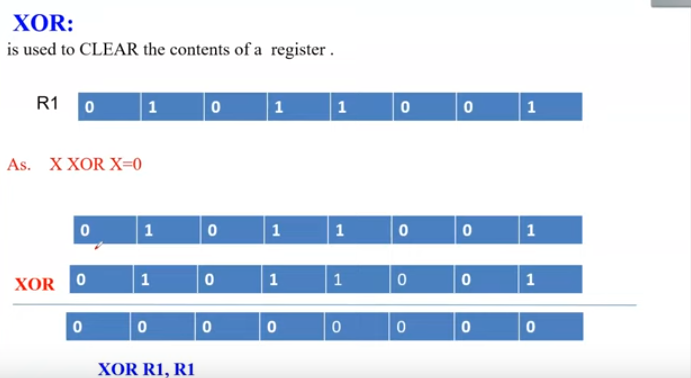 XOR:
is used to CLEAR the contents of a register .
R1 0 1 0 1 1 0 0 1
As. X XOR X=0
0 1 0 1 1 0 0 1
XOR 0 1 0 1 1 0 0 1
0 0 0 0 0 0 0 0
XOR R1, R1